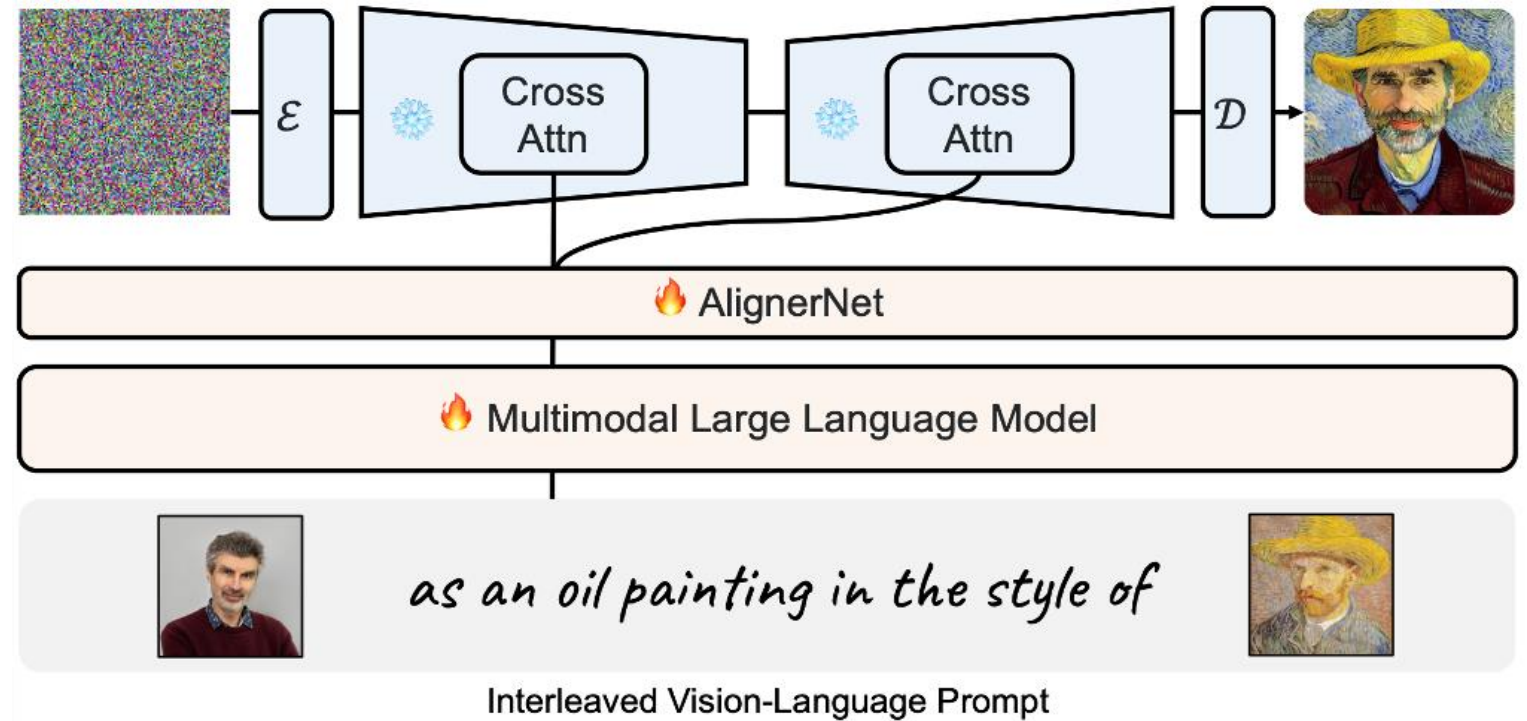 ℰ
Cross
Attn
Cross
Attn
𝒟
AlignerNet
Multimodal Large Language Model
as an oil painting in the style of
Interleaved Vision-Language Prompt